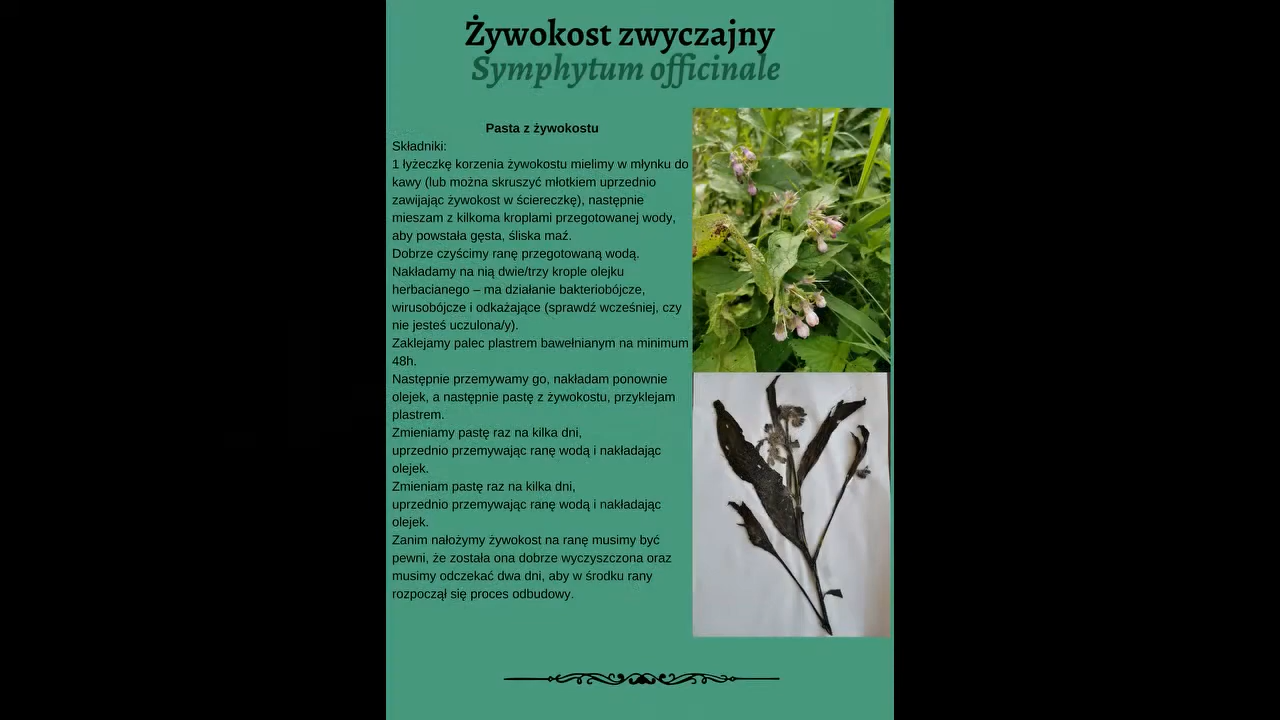 Żywokost zwyczajny
Symphytum officinale
Pasta z żywokostu
Składniki:
1 łyżeczkę korzenia żywokostu mielimy w młynku do
kawy (lub można skruszyć młotkiem uprzednio
zawijając żywokost w ściereczkę), następnie
mieszam z kilkoma kroplami przegotowanej wody,
aby powstała gęsta, śliska maź.
Dobrze czyścimy ranę przegotowaną wodą.
Nakładamy na nią dwie/trzy krople olejku
herbacianego – ma działanie bakteriobójcze,
wirusobójcze i odkażające (sprawdź wcześniej, czy
nie jesteś uczulona/y).
Zaklejamy palec plastrem bawełnianym na minimum
48h.
Następnie przemywamy go, nakładam ponownie
olejek, a następnie pastę z żywokostu, przyklejam
plastrem.
Zmieniamy pastę raz na kilka dni,
uprzednio przemywając ranę wodą i nakładając
olejek.
Zmieniam pastę raz na kilka dni,
uprzednio przemywając ranę wodą i nakładając
olejek.
Zanim nałożymy żywokost na ranę musimy być
pewni, że została ona dobrze wyczyszczona oraz
musimy odczekać dwa dni, aby w środku rany
rozpoczął się proces odbudowy.